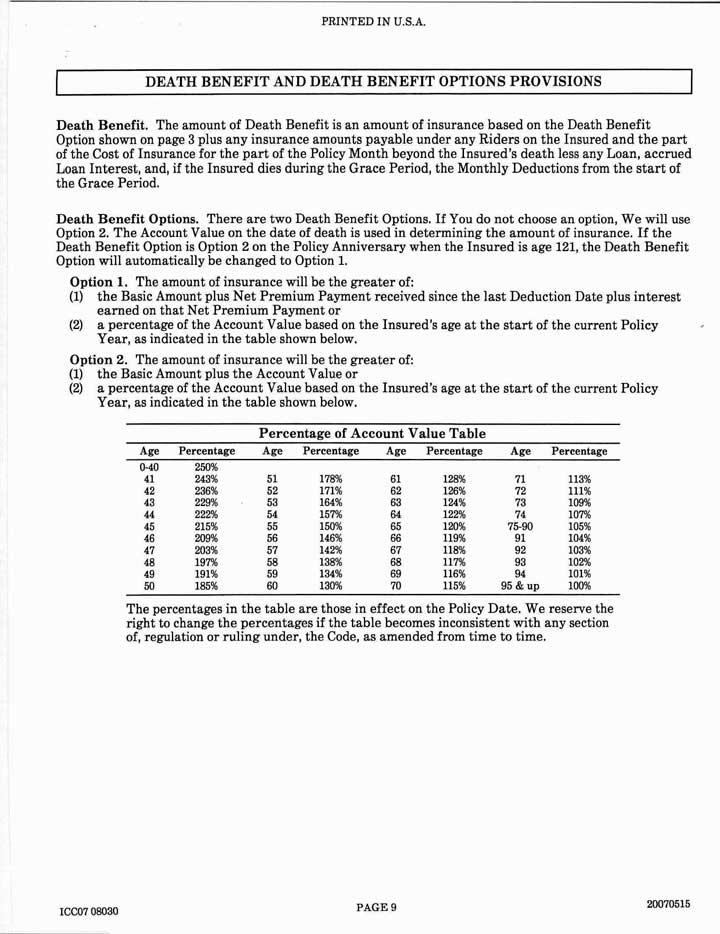 PRINTED IN U.S.A.
DEATH BENEFIT AND DEATH BENEFIT OPTIONS PROVISIONS
Death Benefit. The amount of Death Benefit is an amount of insurance based on the Death Benefit
Option shown on page 3 plus any insurance amounts payable under any Riders on the Insured and the part
of the Cost of Insurance for the part of the Policy Month beyond the Insured's death less any Loan, accrued
Loan Interest, and, if the Insured dies during the Grace Period, the Monthly Deductions from the start of
the Grace Period.
Death Benefit Options. There are two Death Benefit Options. If You do not choose an option, We will use
Option 2. The Account Value on the date of death is used in determining the amount of insurance. If the
Death Benefit Option is Option 2 on the Policy Anniversary when the Insured is age 121, the Death Benefit
Option will automatically be changed to Option 1.
Option 1. The amount of insurance will be the greater of:
(1) the Basic Amount plus Net Premium Payment received since the last Deduction Date plus interest
earned on that Net Premium Payment or
(2) a percentage of the Account Value based on the Insured's age at the start of the current Policy
Year, as indicated in the table shown below.
Option 2. The amount of insurance will be the greater of:
(1) the Basic Amount plus the Account Value or
(2) a percentage of the Account Value based on the Insured's age at the start of the current Policy
Year, as indicated in the table shown below.
Percentage of Account Value Table
Age Percentage Age Percentage Age Percentage Age Percentage
0-40 250%
41 243% 51 178% 61 128% 71 113%
42 236% 52 171% 62 126% 72 111%
43 229% 53 164% 63 124% 73 109%
44 222% 54 157% 64 122% 74 107%
45 215% 55 150% 65 120% 75-90 105%
46 209% 56 146% 66 119% 91 104%
47 203% 57 142% 67 118% 92 103%
48 197% 58 138% 68 117% 93 102%
49 191% 59 134% 69 116% 94 101%
50 185% 60 130% 70 115% 95 & up 100%
The percentages in the table are those in effect on the Policy Date. We reserve the
right to change the percentages if the table becomes inconsistent with any section
of, regulation or ruling under, the Code, as amended from time to time.
ICC07 08030 PAGE 9 20070515